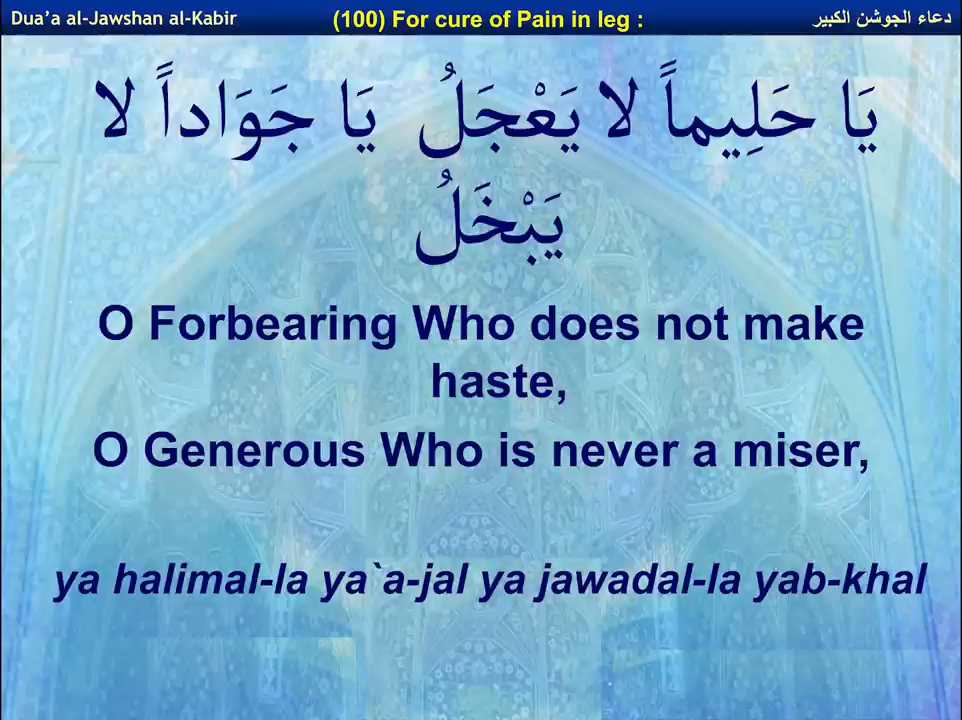 Dua’a al-Jawshan al-Kabir
(100) For cure of Pain in leg :
دعاء الجوشن الكبير
يَا حَلِيماً لا يَعْجَلُ يَا جَوَاداً لا
يَبْخَلُ
O Forbearing Who does not make
haste,
O Generous Who is never a miser,
ya halimal-la ya`a-jal ya jawadal-la yab-khal